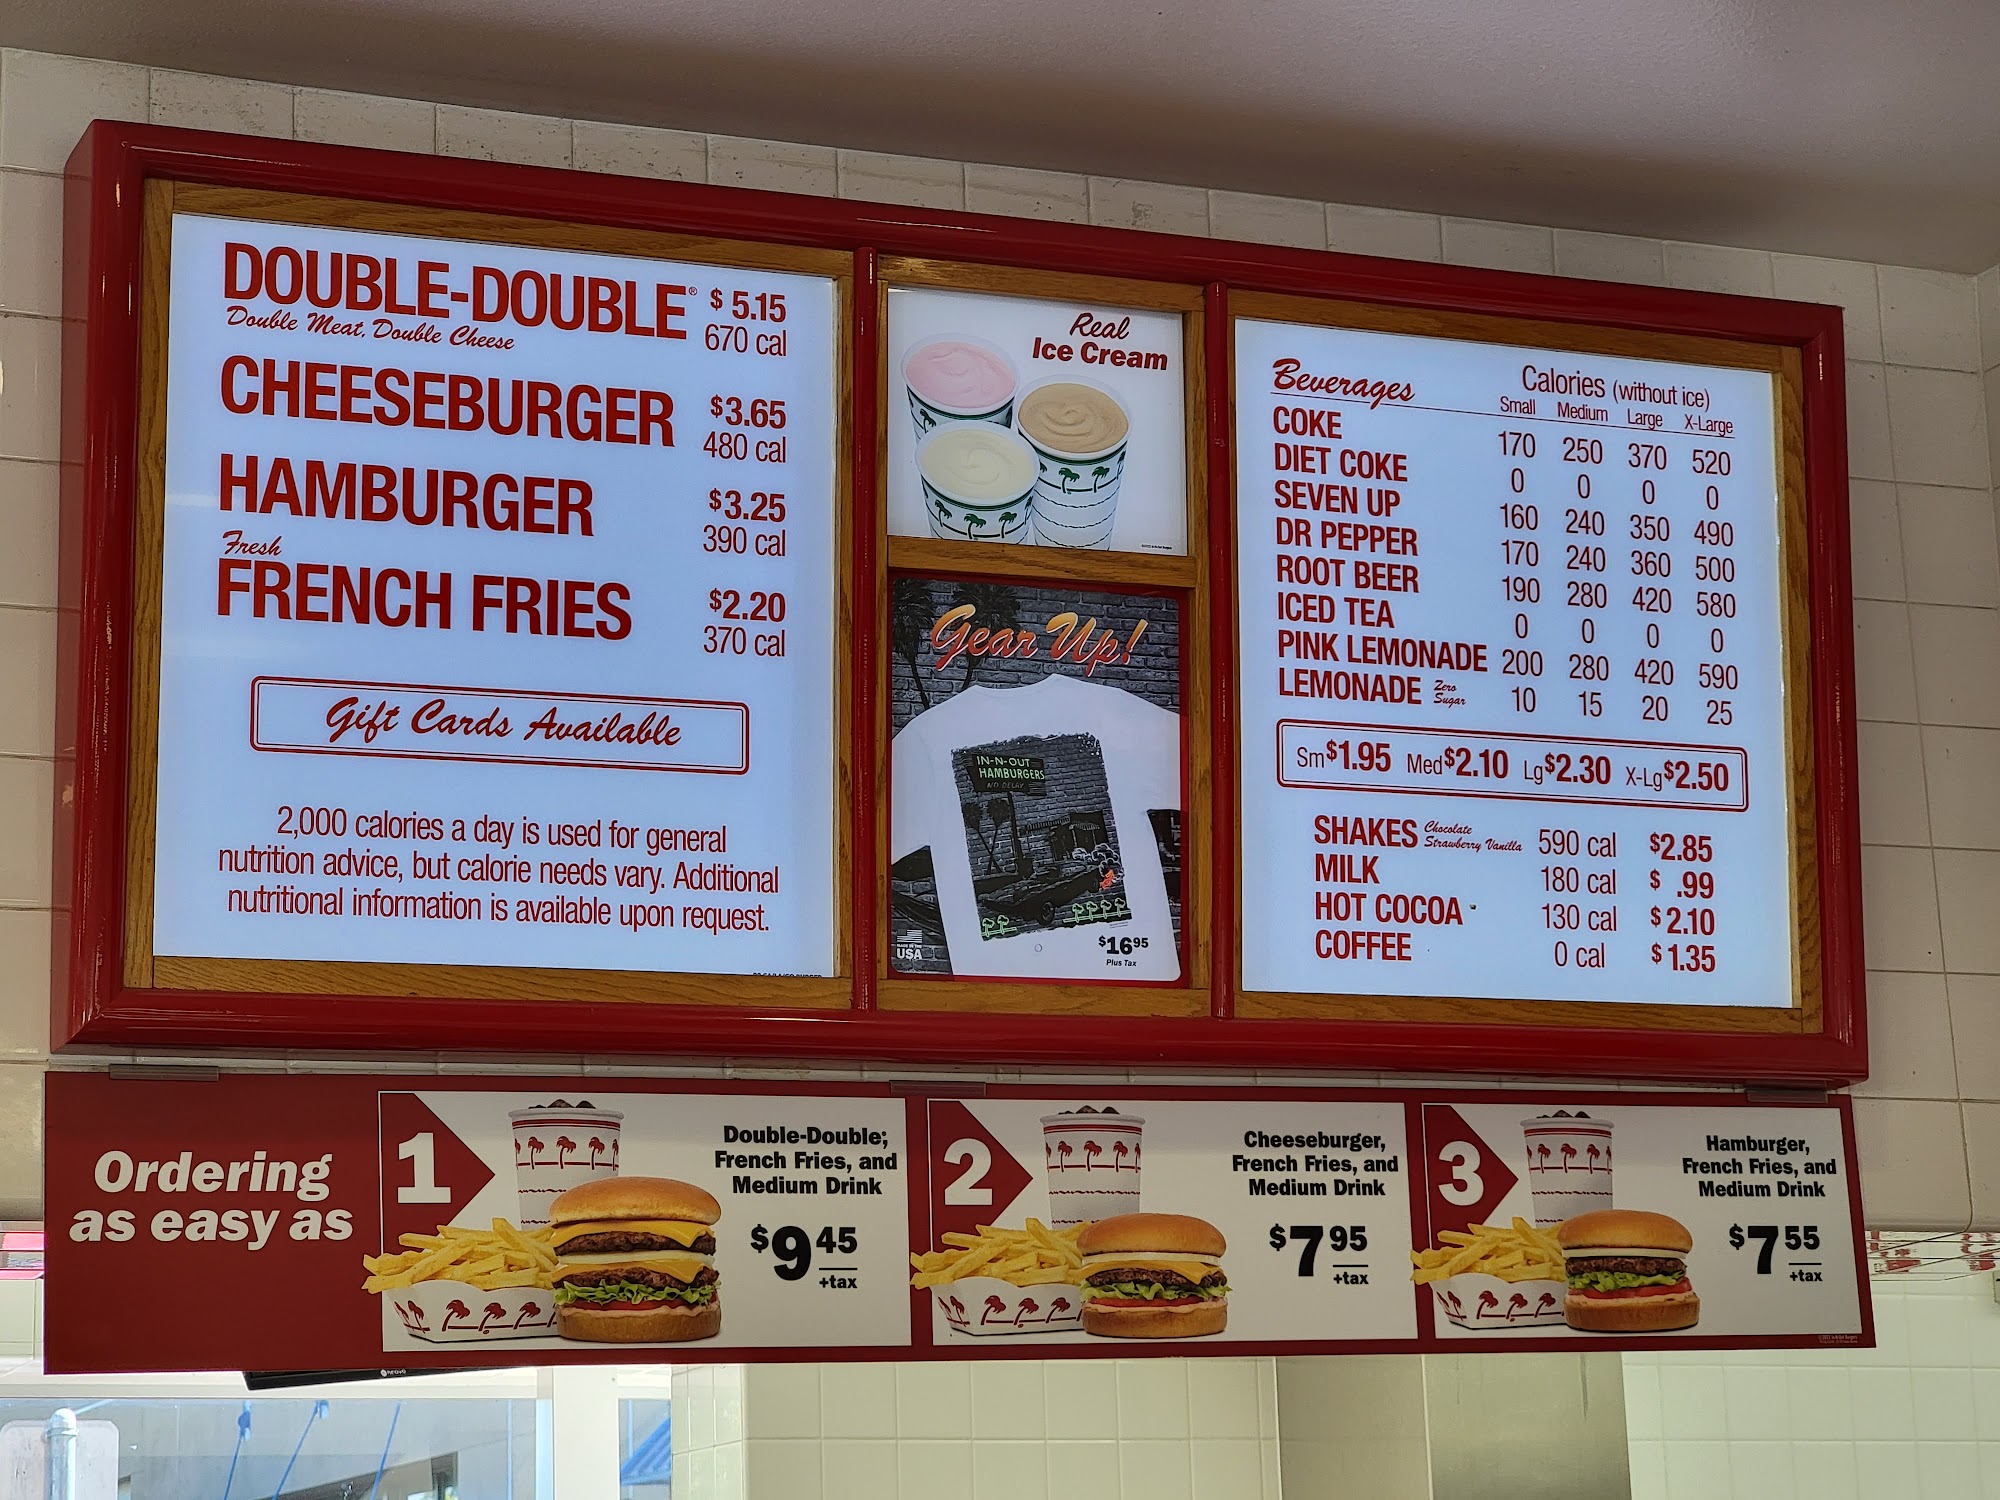 DOUBLE-DOUBLE® $ 5.15
Double Meat, Double Cheese 670 cal
CHEESEBURGER $3.65
480 cal
HAMBURGER $3.25
390 cal
Fresh
FRENCH FRIES $2.20
370 cal
Gift Cards Available
2,000 calories a day is used for general
nutrition advice, but calorie needs vary. Additional
nutritional information is available upon request.
Real
Ice Cream
Gear Up!
IN-N-OUT
HAMBURGERS
NO DELAY
MADE IN THE
USA
$1695
Plus Tax
Beverages Calories (without ice)
Small Medium Large X-Large
COKE 170 250 370 520
DIET COKE 0 0 0 0
SEVEN UP 160 240 350 490
DR PEPPER 170 240 360 500
ROOT BEER 190 280 420 580
ICED TEA 0 0 0 0
PINK LEMONADE 200 280 420 590
LEMONADE Zero Sugar 10 15 20 25
Sm$1.95 Med$2.10 Lg$2.30 X-Lg$2.50
SHAKES Chocolate Strawberry Vanilla 590 cal $2.85
MILK 180 cal $ .99
HOT COCOA 130 cal $2.10
COFFEE 0 cal $1.35
Ordering
as easy as
1
Double-Double,
French Fries, and
Medium Drink
$945
+tax
2
Cheeseburger,
French Fries, and
Medium Drink
$795
+tax
3
Hamburger,
French Fries, and
Medium Drink
$755
+tax